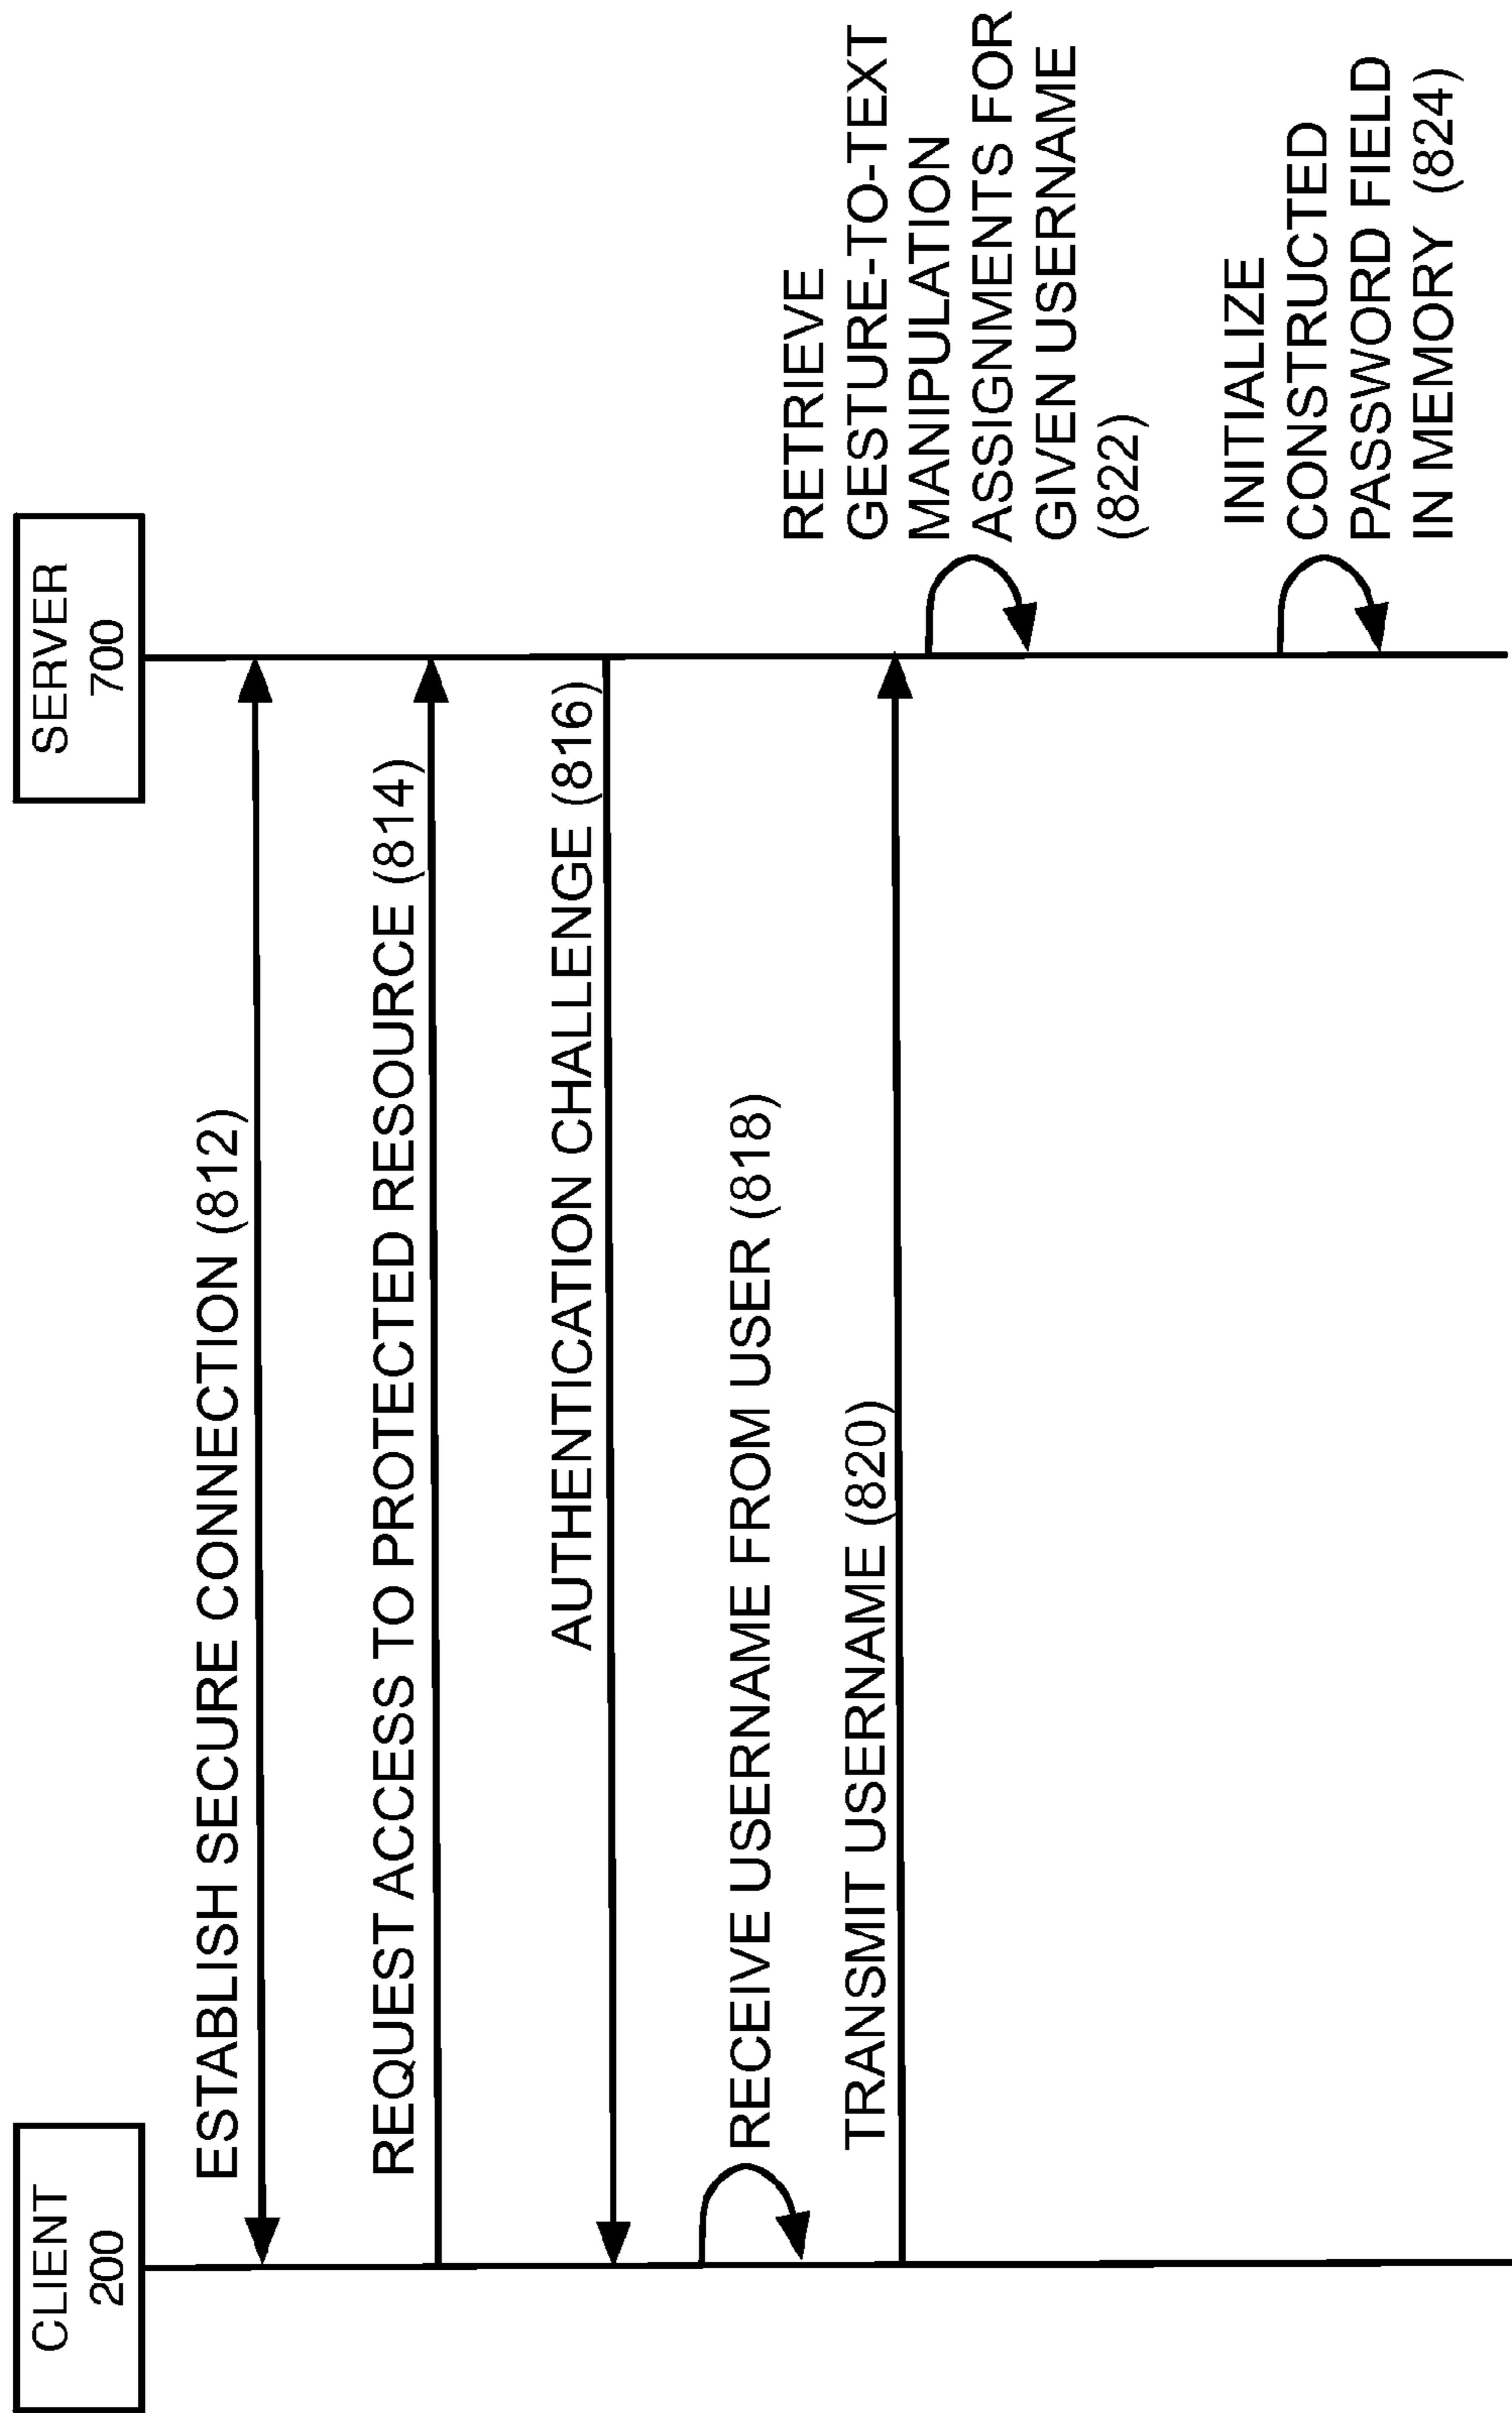 CLIENT
200
SERVER
700
ESTABLISH SECURE CONNECTION (812)
REQUEST ACCESS TO PROTECTED RESOURCE (814)
AUTHENTICATION CHALLENGE (816)
RECEIVE USERNAME FROM USER (818)
TRANSMIT USERNAME (820)
RETRIEVE
GESTURE-TO-TEXT
MANIPULATION
ASSIGNMENTS FOR
GIVEN USERNAME
(822)
INITIALIZE
CONSTRUCTED
PASSWORD FIELD
IN MEMORY (824)